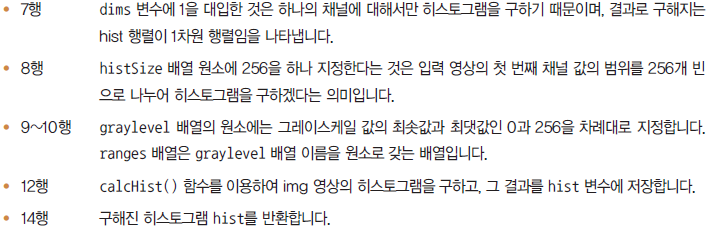 • 7행 dims 변수에 1을 대입한 것은 하나의 채널에 대해서만 히스토그램을 구하기 때문이며, 결과로 구해지는
hist 행렬이 1차원 행렬임을 나타냅니다.
• 8행 histSize 배열 원소에 256을 하나 지정한다는 것은 입력 영상의 첫 번째 채널 값의 범위를 256개 빈
으로 나누어 히스토그램을 구하겠다는 의미입니다.
• 9~10행 graylevel 배열의 원소에는 그레이스케일 값의 최솟값과 최댓값인 0과 256을 차례대로 지정합니다.
ranges 배열은 graylevel 배열 이름을 원소로 갖는 배열입니다.
• 12행 calcHist() 함수를 이용하여 img 영상의 히스토그램을 구하고, 그 결과를 hist 변수에 저장합니다.
• 14행 구해진 히스토그램 hist를 반환합니다.